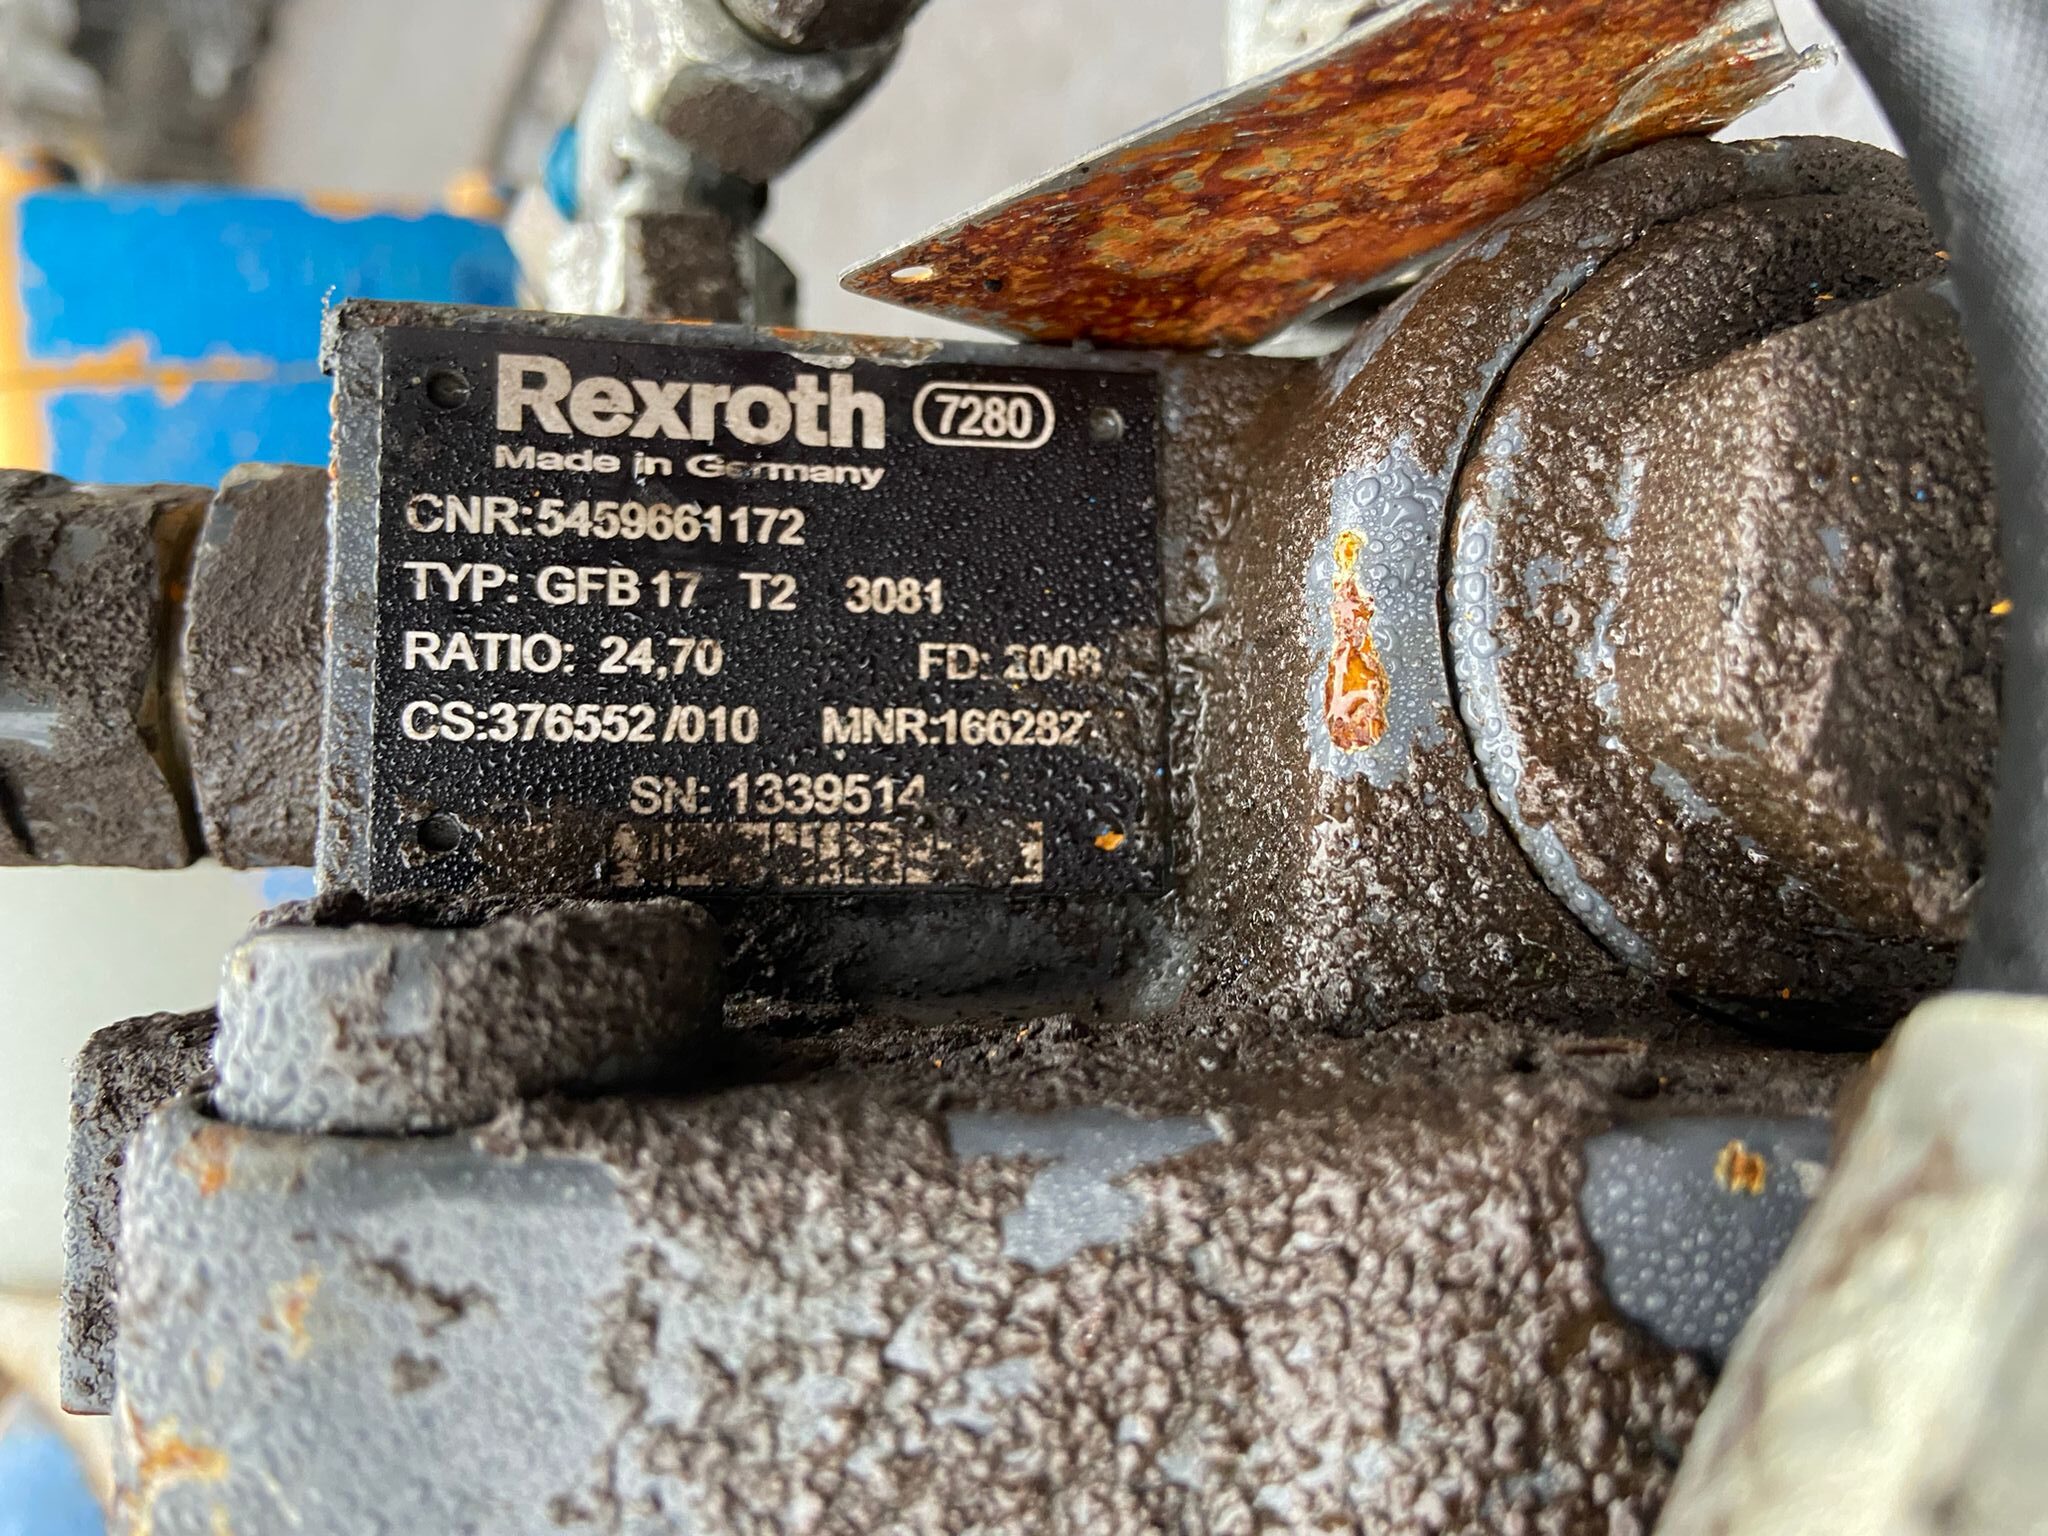 Rexroth 7280
Made in Germany
CNR:5459661172
TYP: GFB 17 T2 3081
RATIO: 24,70 FD:
CS:376552/010
SN: 1339514